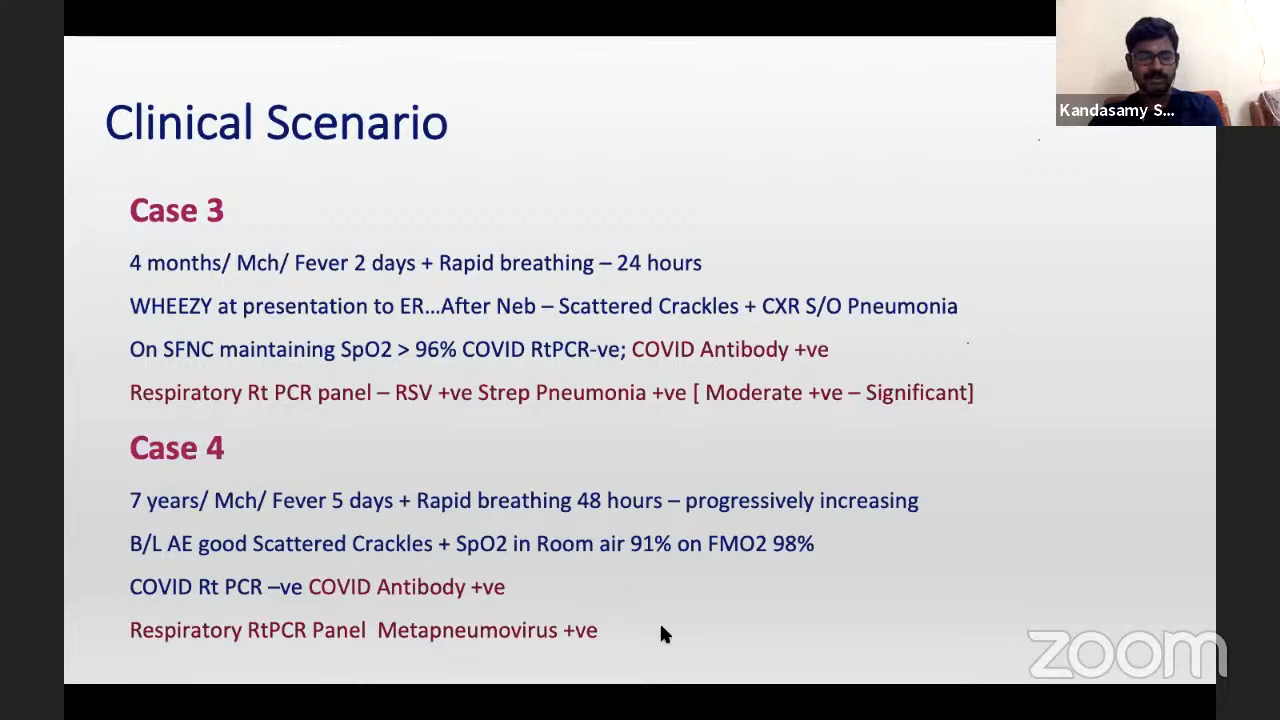 Kandasamy S...
Clinical Scenario
Case 3
4 months/ Mch/ Fever 2 days + Rapid breathing – 24 hours
WHEEZY at presentation to ER...After Neb – Scattered Crackles + CXR S/O Pneumonia
On SFNC maintaining SpO2 > 96% COVID RtPCR-ve; COVID Antibody +ve
Respiratory Rt PCR panel – RSV +ve Strep Pneumonia +ve [ Moderate +ve – Significant]
Case 4
7 years/ Mch/ Fever 5 days + Rapid breathing 48 hours – progressively increasing
B/L AE good Scattered Crackles + SpO2 in Room air 91% on FMO2 98%
COVID Rt PCR –ve COVID Antibody +ve
Respiratory RtPCR Panel  Metapneumovirus +ve
zoom